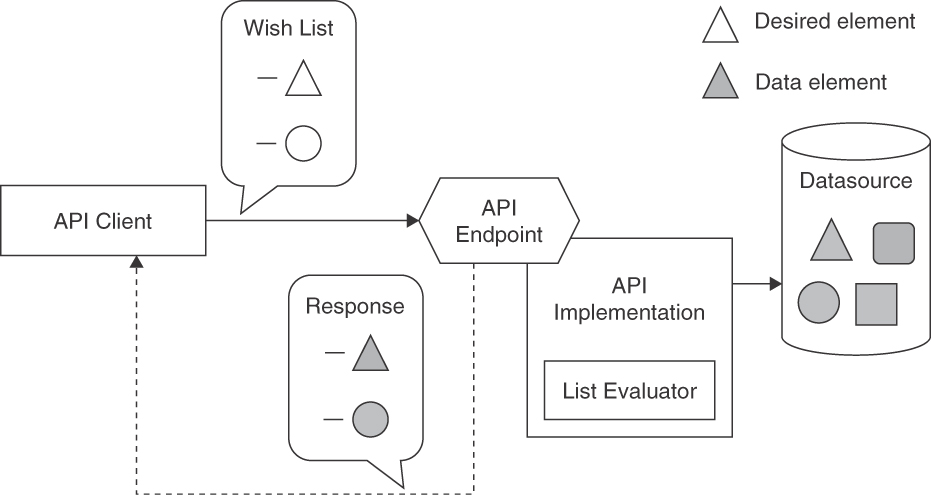 Wish List
Desired element
Data element
Datasource
API Client
API
Endpoint
API
Implementation
List Evaluator
Response